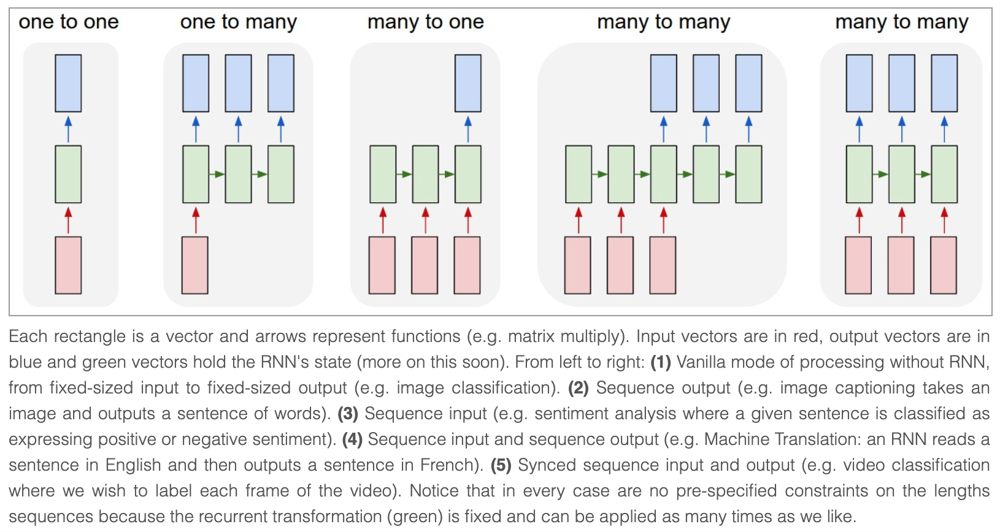 one to one
one to many
many to one
many to many
many to many
Each rectangle is a vector and arrows represent functions (e.g. matrix multiply). Input vectors are in red, output vectors are in
blue and green vectors hold the RNN's state (more on this soon). From left to right: (1) Vanilla mode of processing without RNN,
from fixed-sized input to fixed-sized output (e.g. image classification). (2) Sequence output (e.g. image captioning takes an
image and outputs a sentence of words). (3) Sequence input (e.g. sentiment analysis where a given sentence is classified as
expressing positive or negative sentiment). (4) Sequence input and sequence output (e.g. Machine Translation: an RNN reads a
sentence in English and then outputs a sentence in French). (5) Synced sequence input and output (e.g. video classification
where we wish to label each frame of the video). Notice that in every case are no pre-specified constraints on the lengths
sequences because the recurrent transformation (green) is fixed and can be applied as many times as we like.